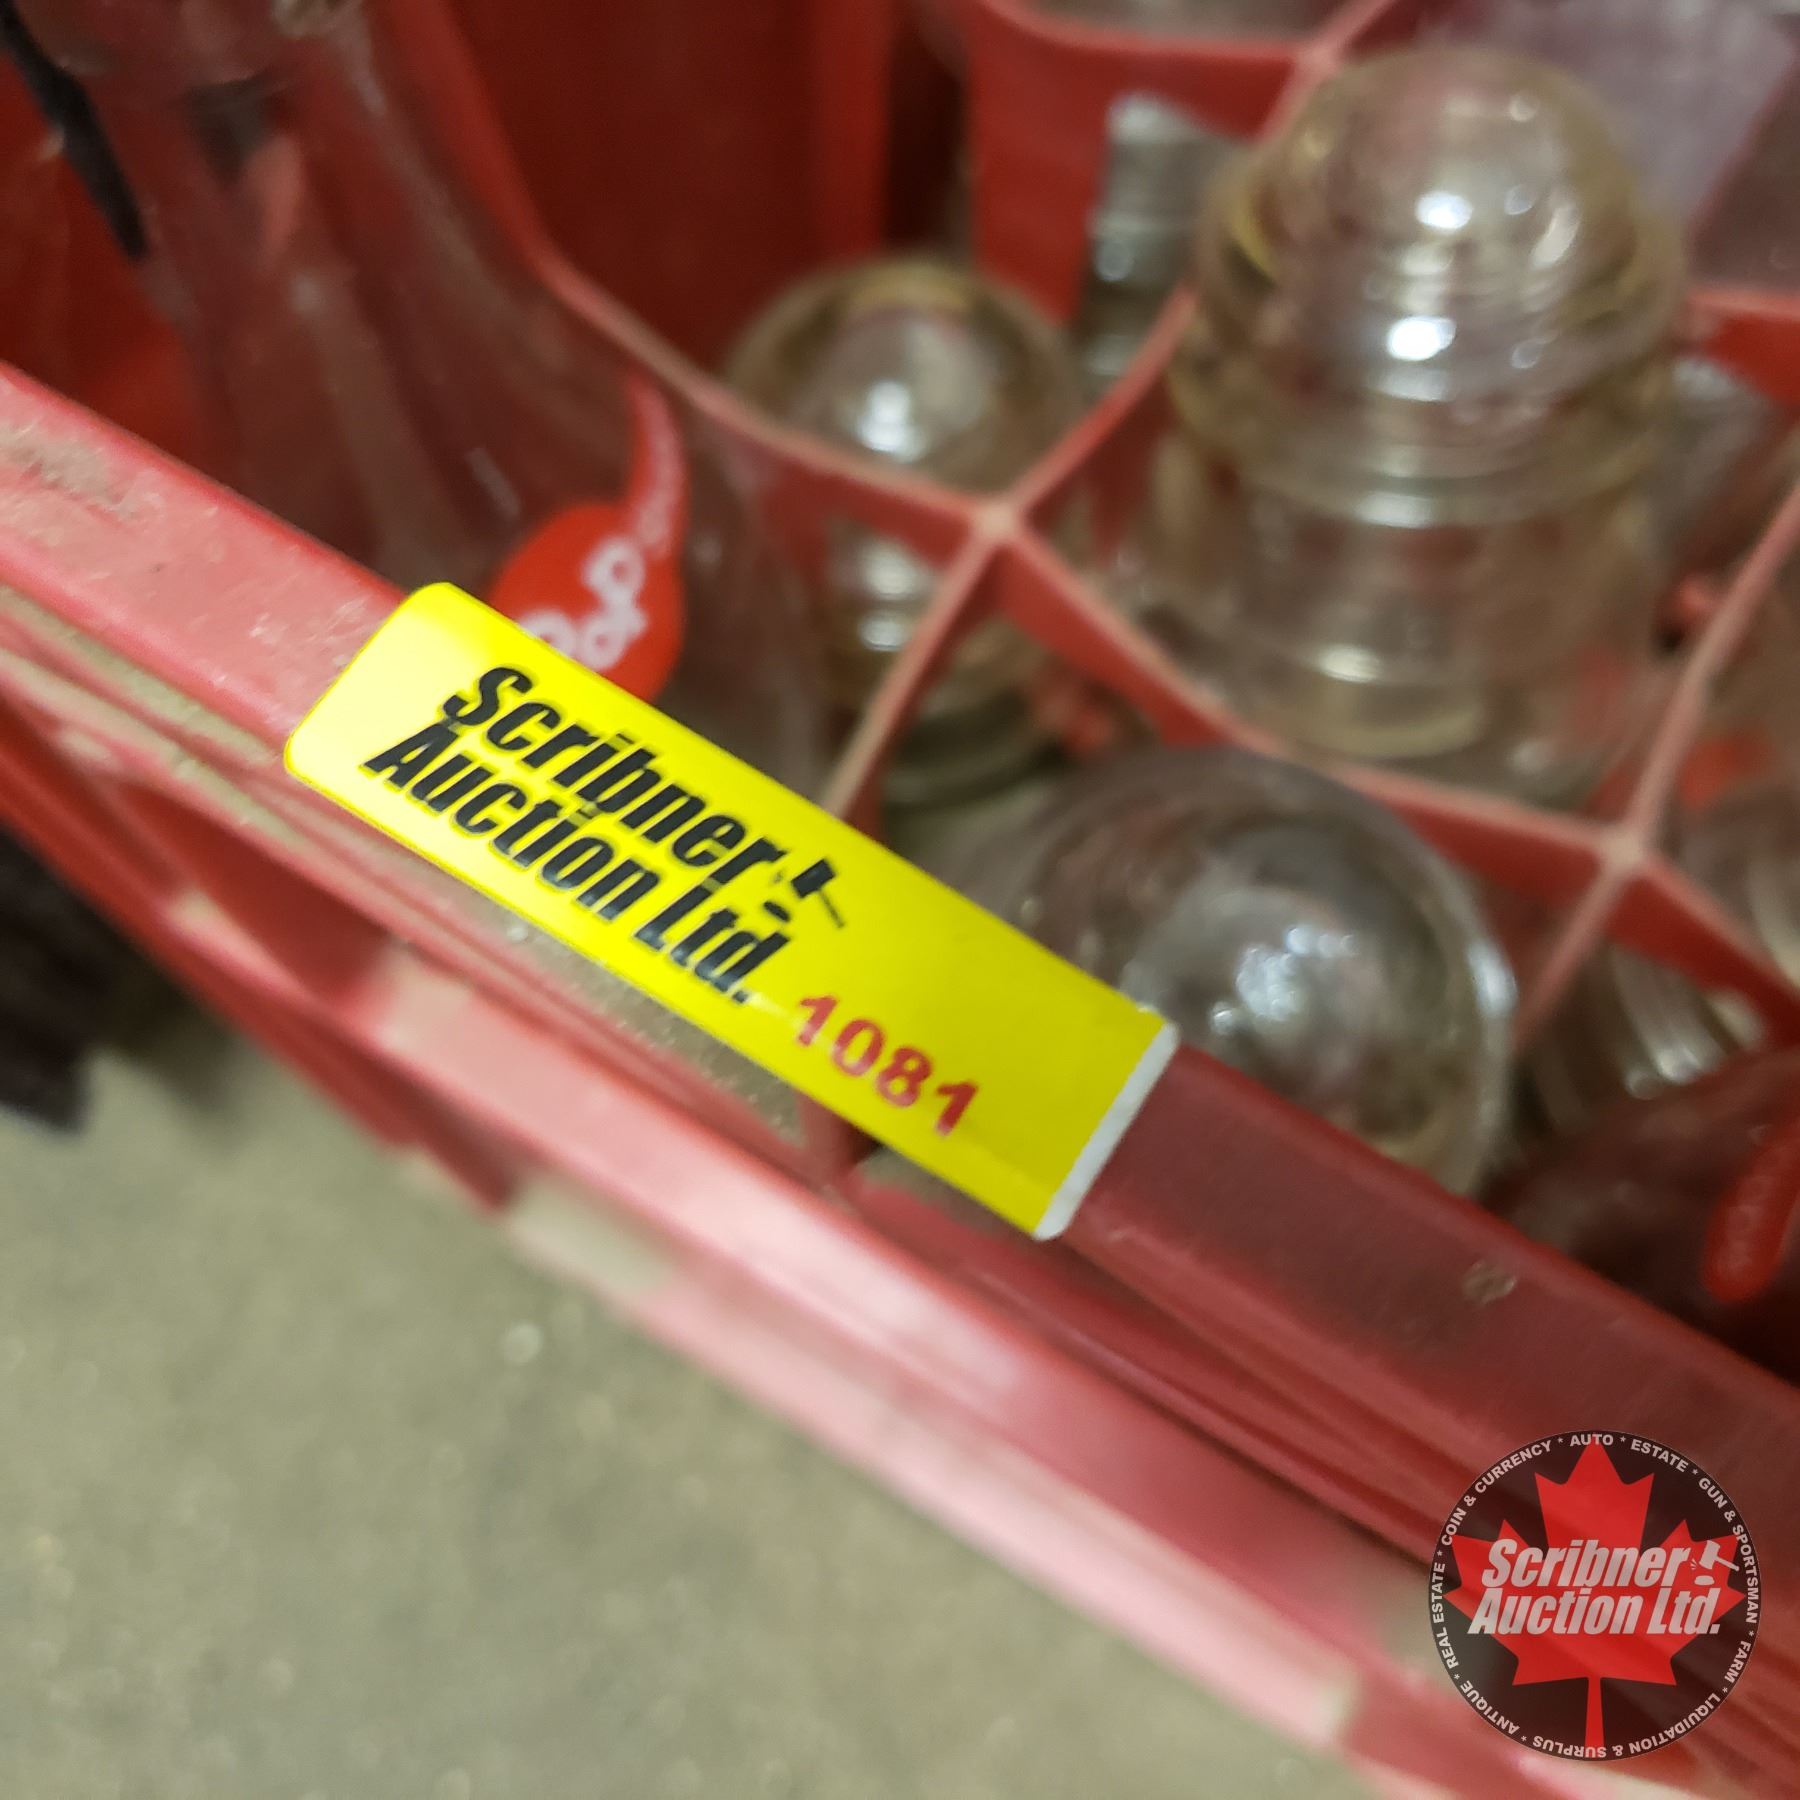 Scribner
Auction Ltd.
1081
REAL ESTATE * COIN & CURRENCY * AUTO * ESTATE * GUN & SPORTSMAN * FARM * LIQUIDATION & SURPLUS * ANTIQUE *
Scribner
Auction Ltd.